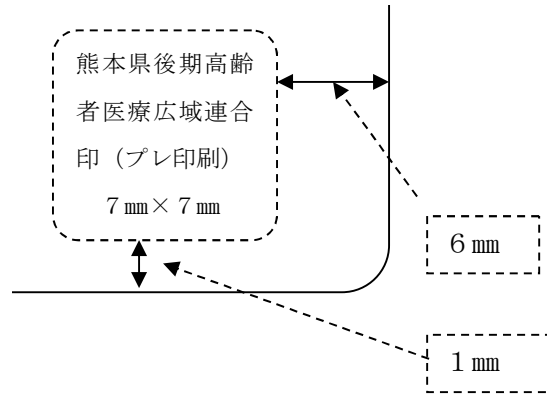 熊本県後期高齢
者医療広域連合
印（プレ印刷）
７㎜×７㎜
６㎜
１㎜